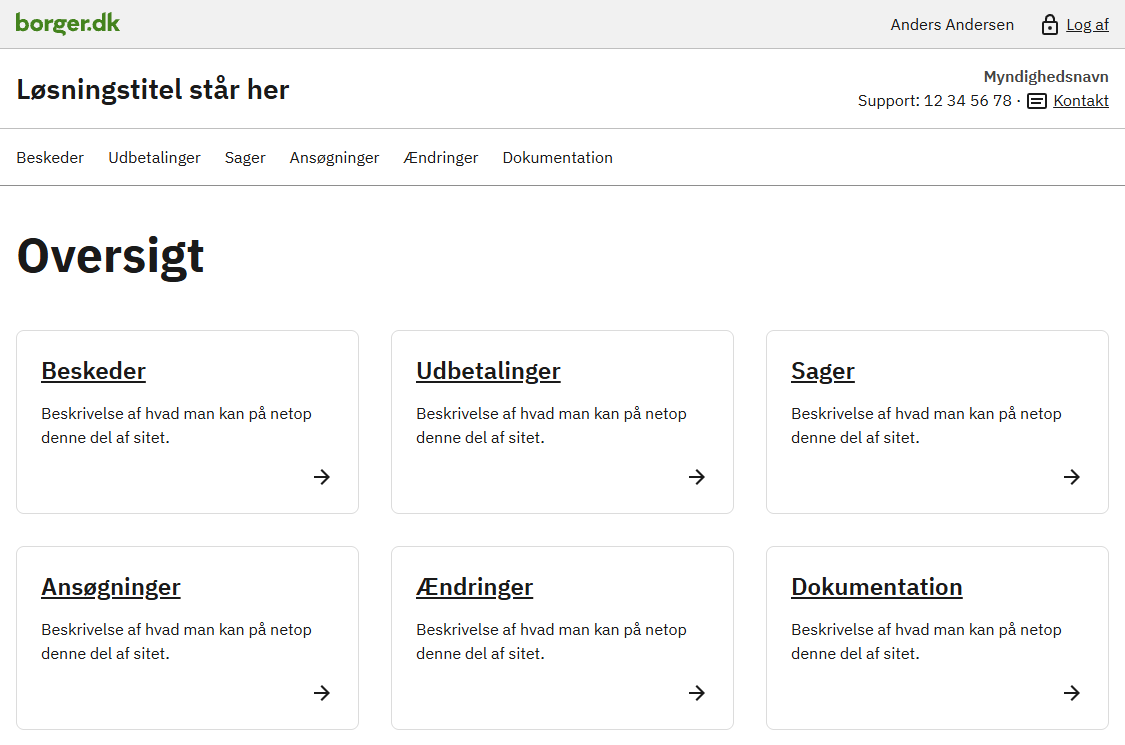 borger.dk
Anders Andersen
Log af
Løsningstitel står her
Myndighedsnavn
Support: 12 34 56 78 · Kontakt
Beskeder Udbetalinger Sager Ansøgninger Ændringer Dokumentation
Oversigt
Beskeder
Beskrivelse af hvad man kan på netop
denne del af sitet.
Udbetalinger
Beskrivelse af hvad man kan på netop
denne del af sitet.
Sager
Beskrivelse af hvad man kan på netop
denne del af sitet.
Ansøgninger
Beskrivelse af hvad man kan på netop
denne del af sitet.
Ændringer
Beskrivelse af hvad man kan på netop
denne del af sitet.
Dokumentation
Beskrivelse af hvad man kan på netop
denne del af sitet.